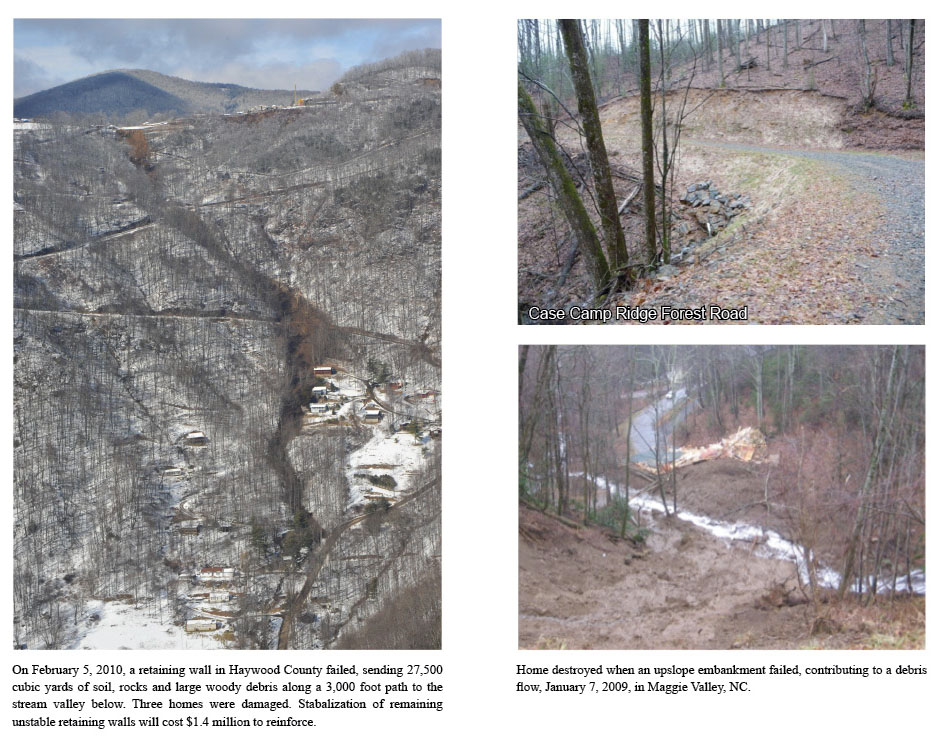 Case Camp Ridge Forest Road
On February 5, 2010, a retaining wall in Haywood County failed, sending 27,500
cubic yards of soil, rocks and large woody debris along a 3,000 foot path to the
stream valley below. Three homes were damaged. Stabalization of remaining
unstable retaining walls will cost $1.4 million to reinforce.
Home destroyed when an upslope embankment failed, contributing to a debris
flow, January 7, 2009, in Maggie Valley, NC.